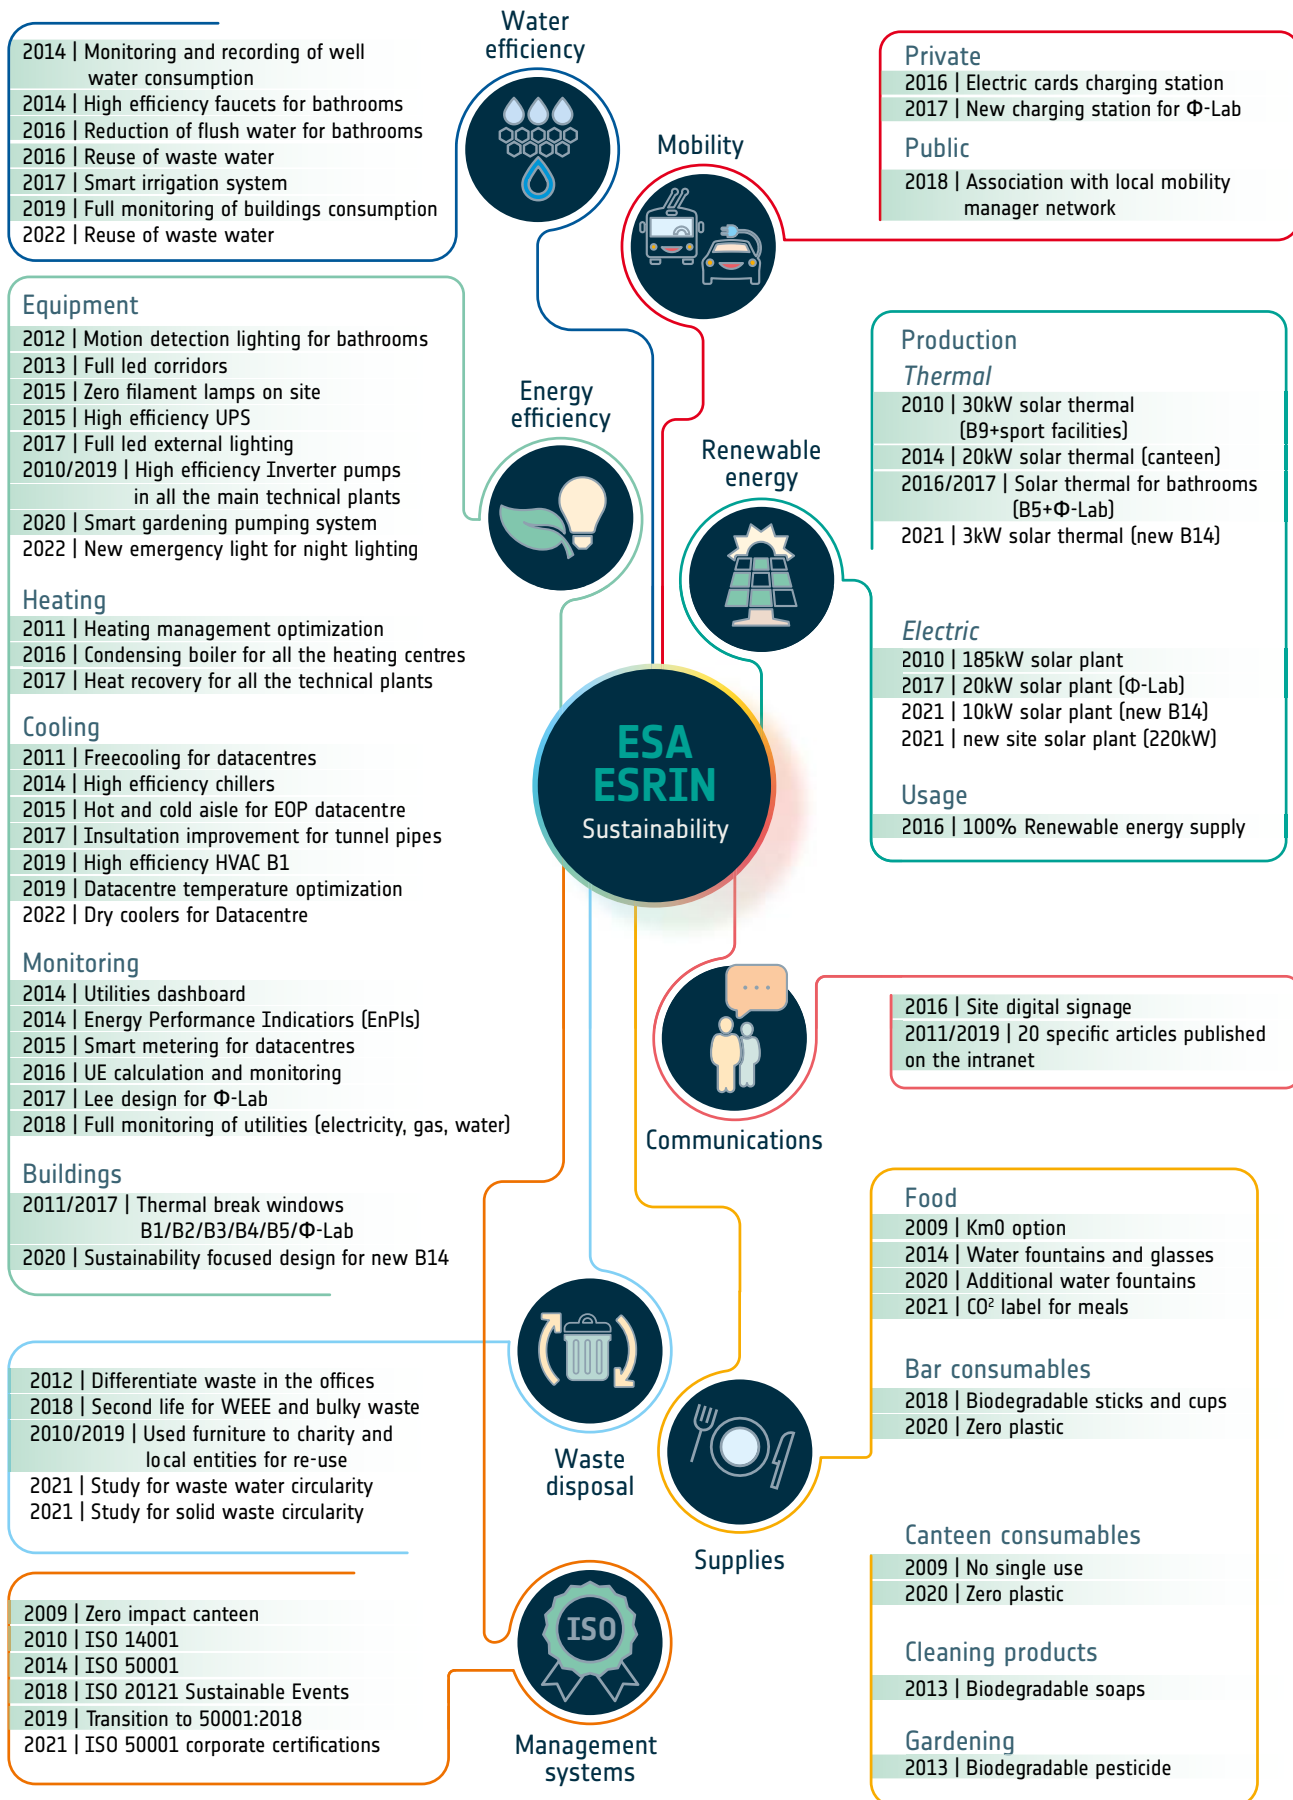 Water
efficiency
2014 | Monitoring and recording of well
water consumption
2014 | High efficiency faucets for bathrooms
2016 | Reduction of flush water for bathrooms
2016 | Reuse of waste water
2017 | Smart irrigation system
2019 | Full monitoring of buildings consumption
2022 | Reuse of waste water
Mobility
Private
2016 | Electric cards charging station
2017 | New charging station for Φ-Lab
Public
2018 | Association with local mobility
manager network
Energy
efficiency
Equipment
2012 | Motion detection lighting for bathrooms
2013 | Full led corridors
2015 | Zero filament lamps on site
2015 | High efficiency UPS
2017 | Full led external lighting
2010/2019 | High efficiency Inverter pumps
in all the main technical plants
2020 | Smart gardening pumping system
2022 | New emergency light for night lighting
Heating
2011 | Heating management optimization
2016 | Condensing boiler for all the heating centres
2017 | Heat recovery for all the technical plants
Cooling
2011 | Freecooling for datacentres
2014 | High efficiency chillers
2015 | Hot and cold aisle for EOP datacentre
2017 | Insultation improvement for tunnel pipes
2019 | High efficiency HVAC B1
2019 | Datacentre temperature optimization
2022 | Dry coolers for Datacentre
Monitoring
2014 | Utilities dashboard
2014 | Energy Performance Indicatiors (EnPIs)
2015 | Smart metering for datacentres
2016 | UE calculation and monitoring
2017 | Lee design for Φ-Lab
2018 | Full monitoring of utilities (electricity, gas, water)
Buildings
2011/2017 | Thermal break windows
B1/B2/B3/B4/B5/Φ-Lab
2020 | Sustainability focused design for new B14
Renewable
energy
Production
Thermal
2010 | 30kW solar thermal
(B9+sport facilities)
2014 | 20kW solar thermal (canteen)
2016/2017 | Solar thermal for bathrooms
(B5+Φ-Lab)
2021 | 3kW solar thermal (new B14)
Electric
2010 | 185kW solar plant
2017 | 20kW solar plant (Φ-Lab)
2021 | 10kW solar plant (new B14)
2021 | new site solar plant (220kW)
Usage
2016 | 100% Renewable energy supply
ESA
ESRIN
Sustainability
Communications
2016 | Site digital signage
2011/2019 | 20 specific articles published
on the intranet
Waste
disposal
2012 | Differentiate waste in the offices
2018 | Second life for WEEE and bulky waste
2010/2019 | Used furniture to charity and
local entities for re-use
2021 | Study for waste water circularity
2021 | Study for solid waste circularity
Supplies
Food
2009 | Km0 option
2014 | Water fountains and glasses
2020 | Additional water fountains
2021 | CO² label for meals
Bar consumables
2018 | Biodegradable sticks and cups
2020 | Zero plastic
Canteen consumables
2009 | No single use
2020 | Zero plastic
Cleaning products
2013 | Biodegradable soaps
Gardening
2013 | Biodegradable pesticide
ISO
Management
systems
2009 | Zero impact canteen
2010 | ISO 14001
2014 | ISO 50001
2018 | ISO 20121 Sustainable Events
2019 | Transition to 50001:2018
2021 | ISO 50001 corporate certifications